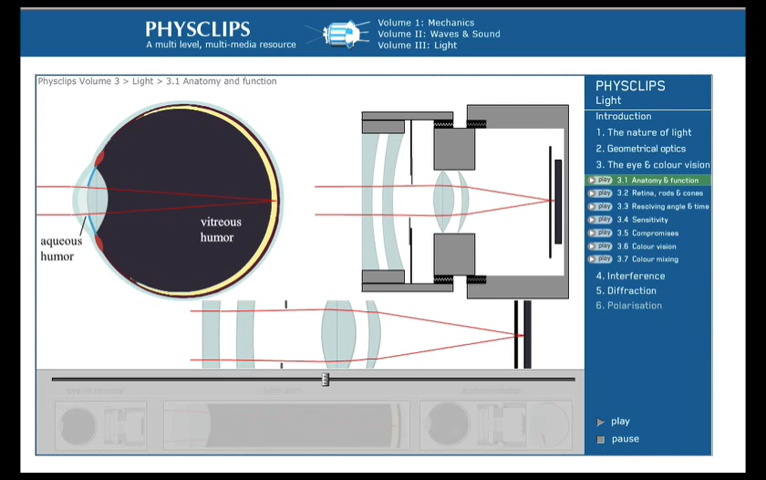 PHYSCLIPS
A multi level, multi-media resource
Volume 1: Mechanics
Volume II: Waves & Sound
Volume III: Light
Physclips Volume 3 > Light > 3.1 Anatomy and function
aqueous
humor
vitreous
humor
PHYSCLIPS
Light
Introduction
1. The nature of light
2. Geometrical optics
3. The eye & colour vision
play 3.1 Anatomy & function
play 3.2 Retina, rods & cones
play 3.3 Resolving angle & time
play 3.4 Sensitivity
play 3.5 Compromises
play 3.6 Colour vision
play 3.7 Colour mixing
4. Interference
5. Diffraction
6. Polarisation
play
pause